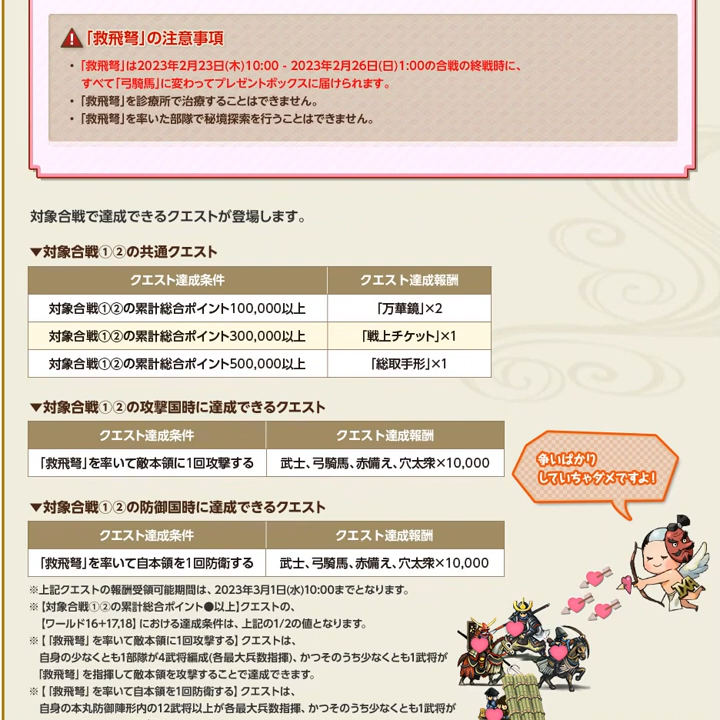 「救飛弩」の注意事項
・「救飛弩」は2023年2月23日(木)10:00 - 2023年2月26日(日)1:00の合戦の終戦時に、
すべて「弓騎馬」に変わってプレゼントボックスに届けられます。
・「救飛弩」を診療所で治療することはできません。
・「救飛弩」を率いた部隊で秘境探索を行うことはできません。
対象合戦で達成できるクエストが登場します。
▼対象合戦①②の共通クエスト
クエスト達成条件 クエスト達成報酬
対象合戦①②の累計総合ポイント100,000以上 「万華鏡」×2
対象合戦①②の累計総合ポイント300,000以上 「戦上チケット」×1
対象合戦①②の累計総合ポイント500,000以上 「総取手形」×1
▼対象合戦①②の攻撃国時に達成できるクエスト
クエスト達成条件 クエスト達成報酬
「救飛弩」を率いて敵本領に1回攻撃する 武士、弓騎馬、赤備え、穴太衆×10,000
争いばかり
していちゃダメですよ!
▼対象合戦①②の防御国時に達成できるクエスト
クエスト達成条件 クエスト達成報酬
「救飛弩」を率いて自本領を1回防衛する 武士、弓騎馬、赤備え、穴太衆×10,000
※上記クエストの報酬受領可能期間は、2023年3月1日(水)10:00までとなります。
※【対象合戦①②の累計総合ポイント●以上】クエストの、
【ワールド16+17,18】における達成条件は、上記の1/2の値となります。
※【「救飛弩」を率いて敵本領に1回攻撃する】クエストは、
自身の少なくとも1部隊が4武将編成(各最大兵数指揮)、かつそのうち少なくとも1武将が
「救飛弩」を指揮して敵本領を攻撃することで達成できます。
※【「救飛弩」を率いて自本領を1回防衛する】クエストは、
自身の本丸防御陣形内の12武将以上が各最大兵数指揮、かつそのうち少なくとも1武将が